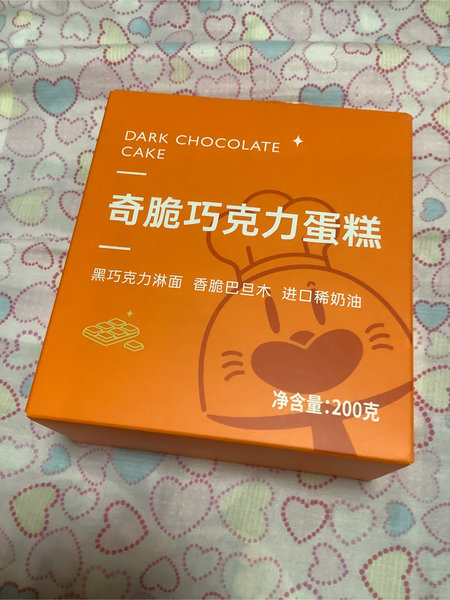 DARK CHOCOLATE
CAKE
奇脆巧克力蛋糕
黑巧克力淋面 香脆巴旦木 进口稀奶油
净含量:200克